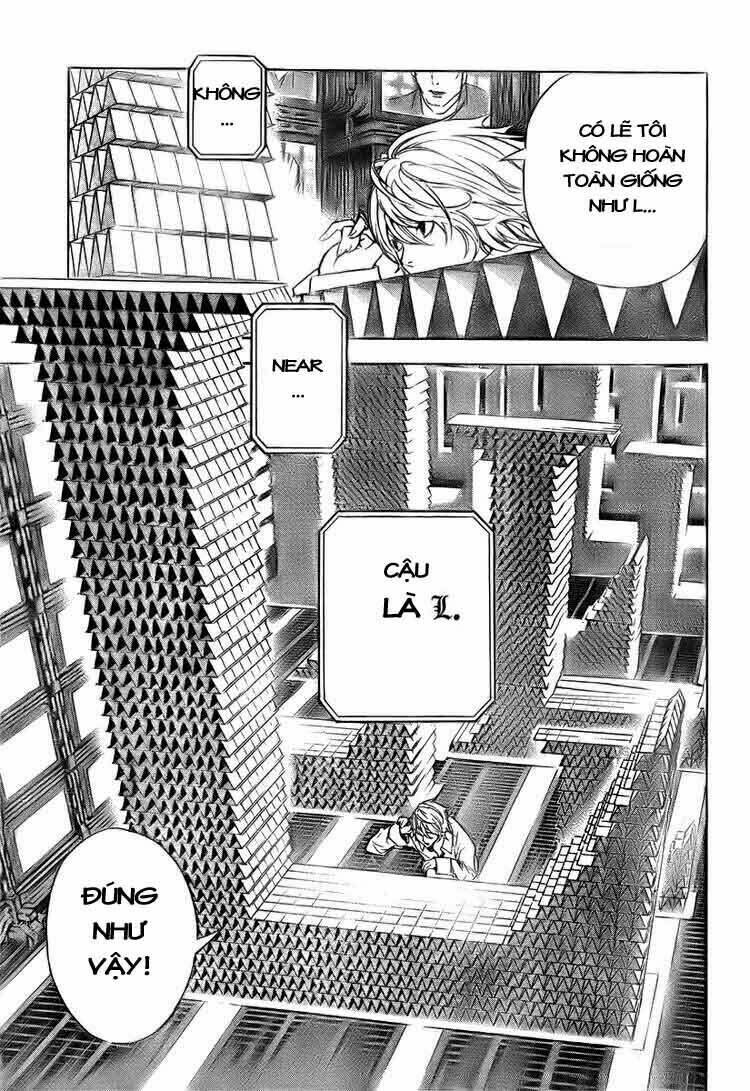 CÓ LẼ TÔI
KHÔNG HOÀN
TOÀN GIỐNG
NHƯ L...
KHÔNG
...
NEAR
...
CẬU
LÀ L.
ĐÚNG
NHƯ
VẬY!